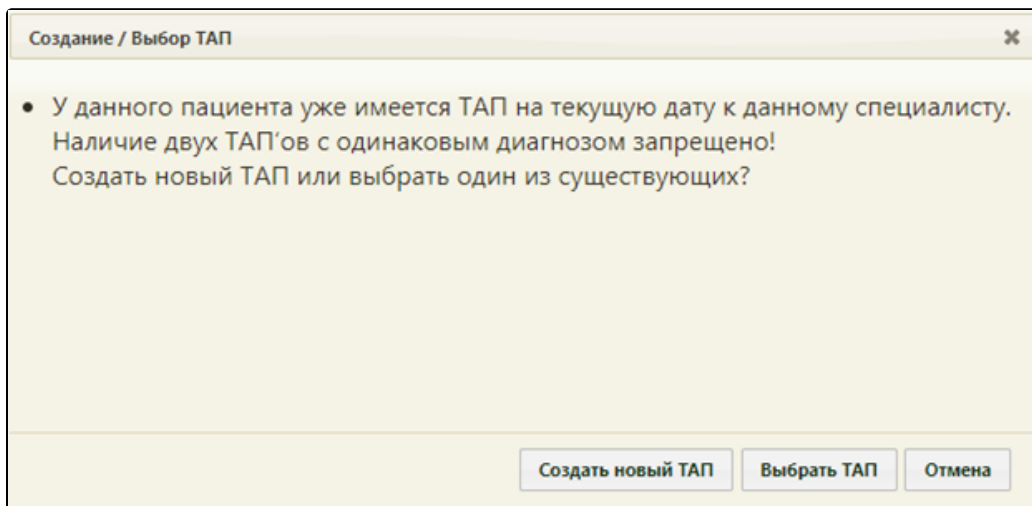 Создание / Выбор ТАП
У данного пациента уже имеется ТАП на текущую дату к данному специалисту.
Наличие двух ТАП‘ов с одинаковым диагнозом запрещено!
Создать новый ТАП или выбрать один из существующих?
Создать новый ТАП
Выбрать ТАП
Отмена